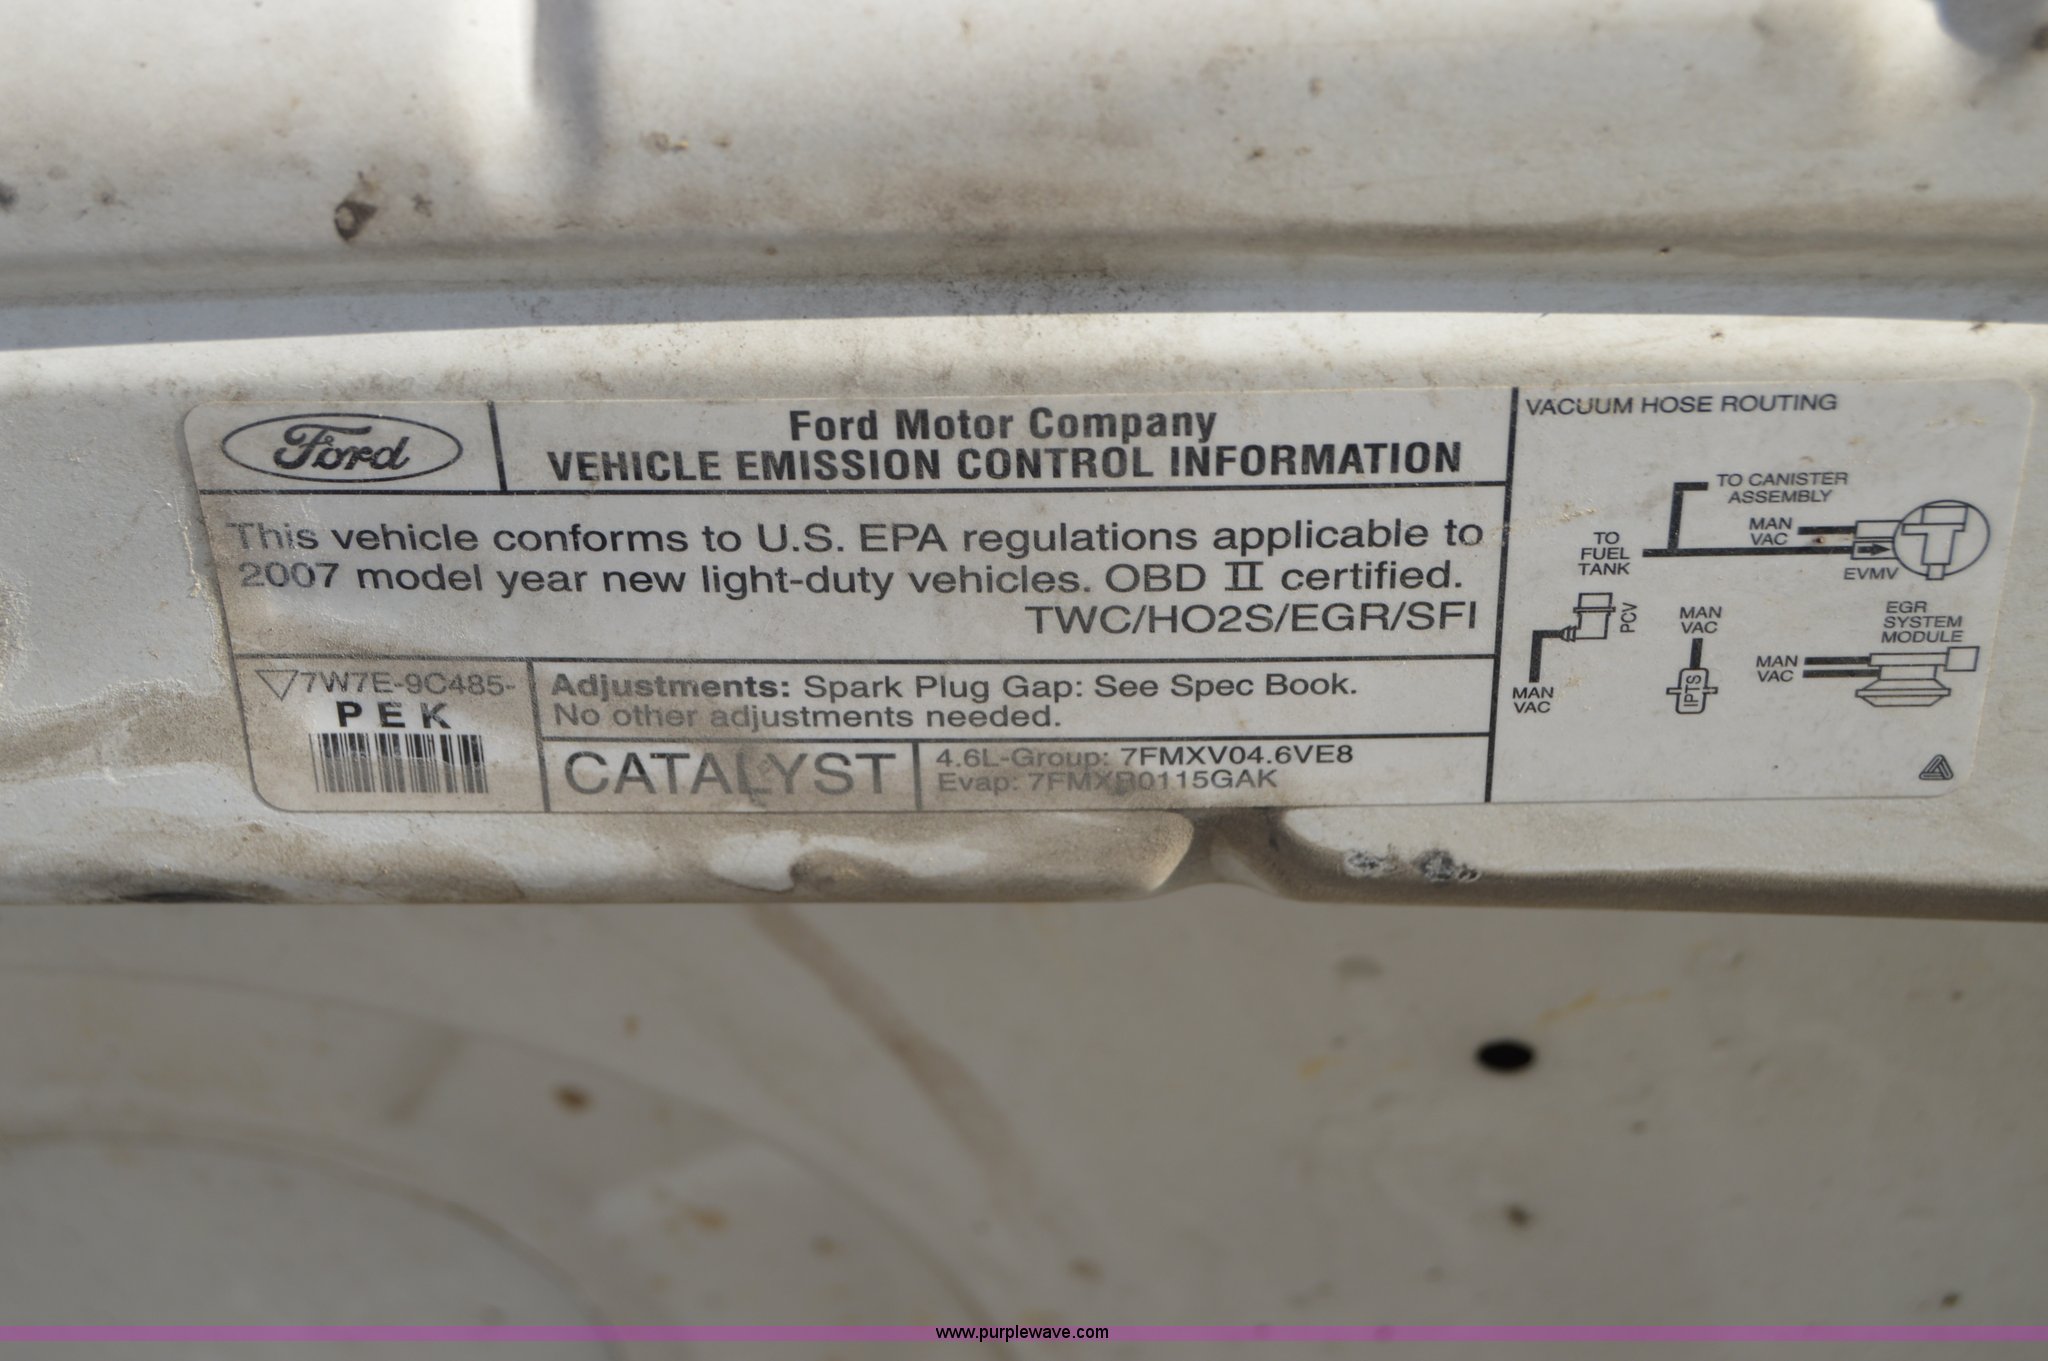 Ford
Ford Motor Company
VEHICLE EMISSION CONTROL INFORMATION
This vehicle conforms to U.S. EPA regulations applicable to
2007 model year new light-duty vehicles. OBD II certified.
TWC/HO2S/EGR/SFI
7W7E-9C485-
PEK
Adjustments: Spark Plug Gap: See Spec Book.
No other adjustments needed.
CATALYST
4.6L-Group: 7FMXV04.6VE8
Evap: 7FMXR0115GAK
VACUUM HOSE ROUTING
TO CANISTER
ASSEMBLY
MAN
VAC
TO
FUEL
TANK
EVMV
PCV
MAN
VAC
MAN
VAC
IPTS
EGR
SYSTEM
MODULE
MAN
VAC
www.purplewave.com